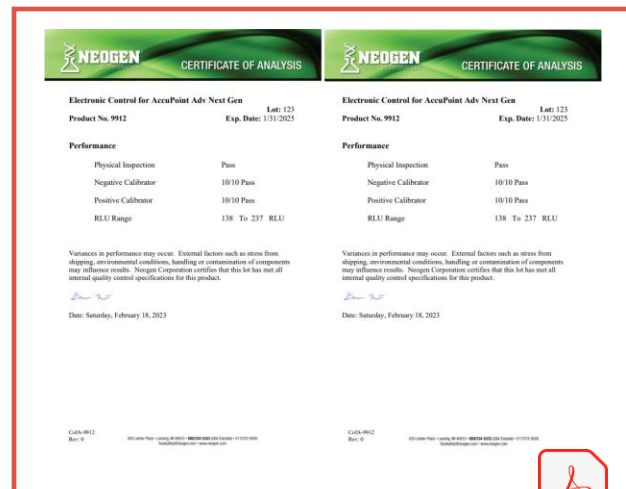 NEOGEN
CERTIFICATE OF ANALYSIS
Electronic Control for AccuPoint Adv Next Gen
Lot: 123
Product No. 9912 Exp. Date: 1/31/2025
Performance
Physical Inspection Pass
Negative Calibrator 10/10 Pass
Positive Calibrator 10/10 Pass
RLU Range 138 To 237 RLU
Variances in performance may occur. External factors such as stress from
shipping, environmental conditions, handling or contamination of components
may influence results. Neogen Corporation certifies that this lot has met all
internal quality control specifications for this product.
Date: Saturday, February 18, 2023
CofA-9912
Rev: 0
NEOGEN
CERTIFICATE OF ANALYSIS
Electronic Control for AccuPoint Adv Next Gen
Lot: 123
Product No. 9912 Exp. Date: 1/31/2025
Performance
Physical Inspection Pass
Negative Calibrator 10/10 Pass
Positive Calibrator 10/10 Pass
RLU Range 138 To 237 RLU
Variances in performance may occur. External factors such as stress from
shipping, environmental conditions, handling or contamination of components
may influence results. Neogen Corporation certifies that this lot has met all
internal quality control specifications for this product.
Date: Saturday, February 18, 2023
CofA-9912
Rev: 0